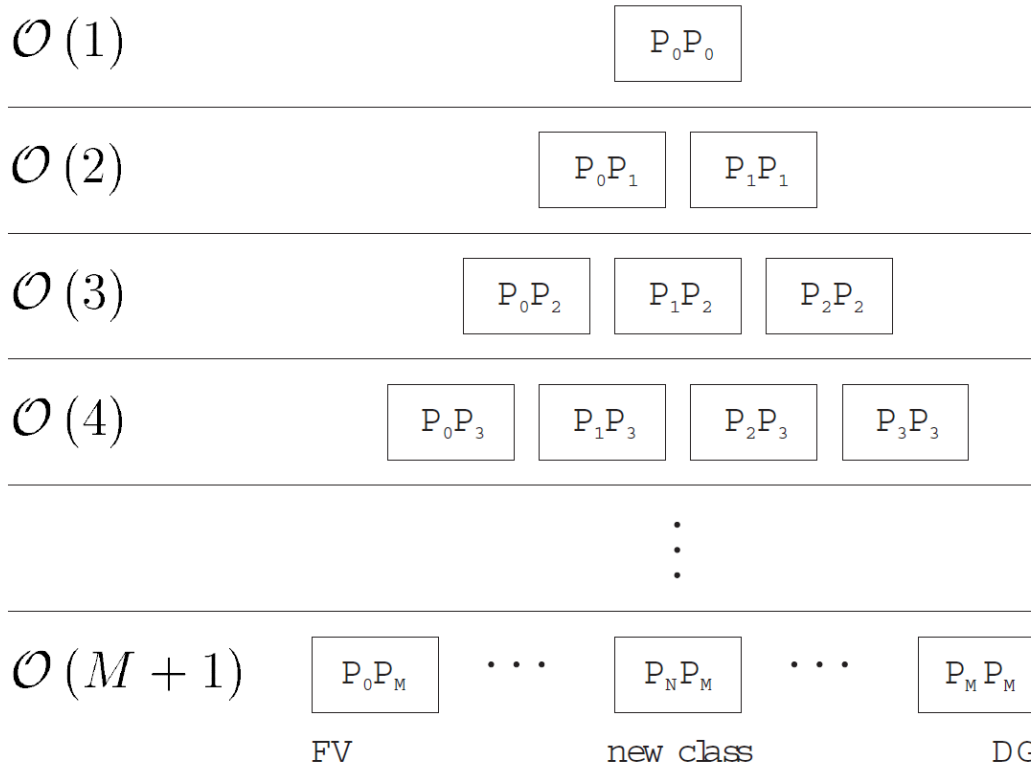 𝒪(1) P₀P₀
𝒪(2) P₀P₁ P₁P₁
𝒪(3) P₀P₂ P₁P₂ P₂P₂
𝒪(4) P₀P₃ P₁P₃ P₂P₃ P₃P₃
⋮
𝒪(M + 1) P₀P_M ··· P_NP_M ··· P_MP_M
FV new class DG